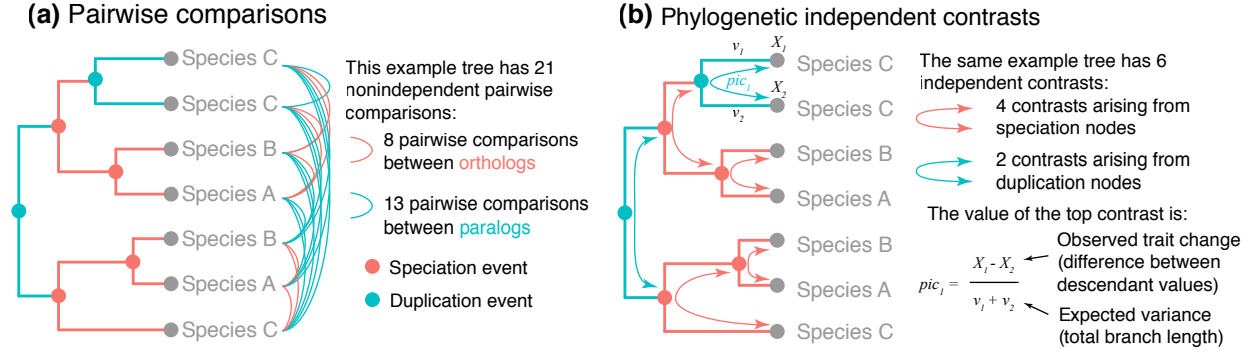 (a) Pairwise comparisons
Species C
Species C
Species B
Species A
Species B
Species A
Species C
This example tree has 21
nonindependent pairwise
comparisons:
8 pairwise comparisons
between orthologs
13 pairwise comparisons
between paralogs
Speciation event
Duplication event
(b) Phylogenetic independent contrasts
v1
X1
pic1
X2
v2
Species C
Species C
Species B
Species A
Species B
Species A
Species C
The same example tree has 6
independent contrasts:
4 contrasts arising from
speciation nodes
2 contrasts arising from
duplication nodes
The value of the top contrast is:
pic1 =
X1 - X2
v1 + v2
Observed trait change
(difference between
descendant values)
Expected variance
(total branch length)